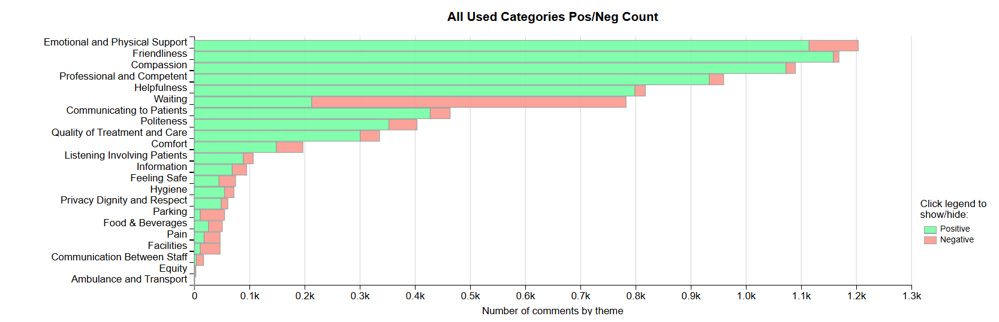 All Used Categories Pos/Neg Count
Emotional and Physical Support
Friendliness
Compassion
Professional and Competent
Helpfulness
Waiting
Communicating to Patients
Politeness
Quality of Treatment and Care
Comfort
Listening Involving Patients
Information
Feeling Safe
Hygiene
Privacy Dignity and Respect
Parking
Food & Beverages
Pain
Facilities
Communication Between Staff
Equity
Ambulance and Transport
0 0.1k 0.2k 0.3k 0.4k 0.5k 0.6k 0.7k 0.8k 0.9k 1.0k 1.1k 1.2k 1.3k
Number of comments by theme
Click legend to
show/hide:
Positive
Negative